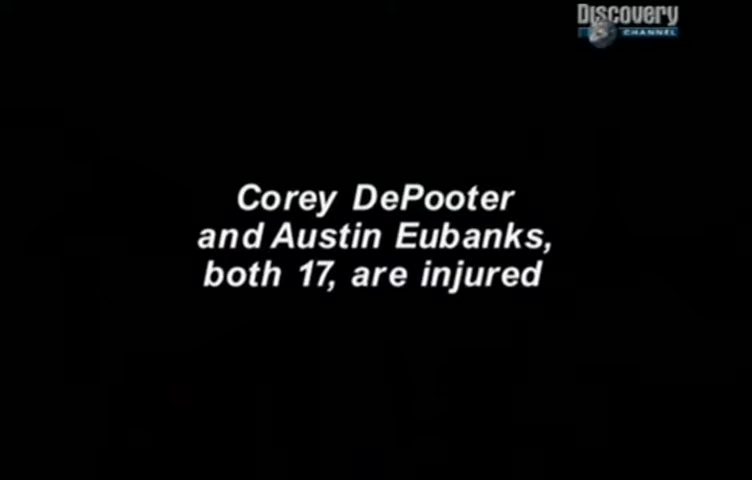 Discovery
CHANNEL
Corey DePooter
and Austin Eubanks,
both 17, are injured